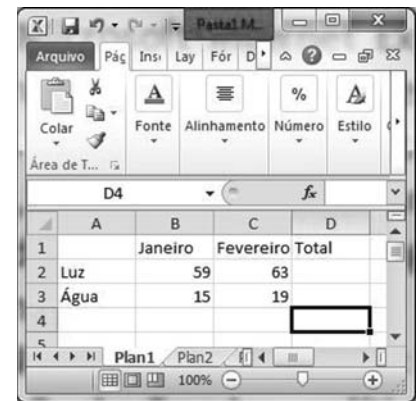 Pasta1 M...
Arquivo Pág Inse Lay Fór D
Colar Fonte Alinhamento Número Estilo
Área de T...
D4 fx
A B C D
1 Janeiro Fevereiro Total
2 Luz 59 63
3 Água 15 19
4
5
Plan1 Plan2
100%